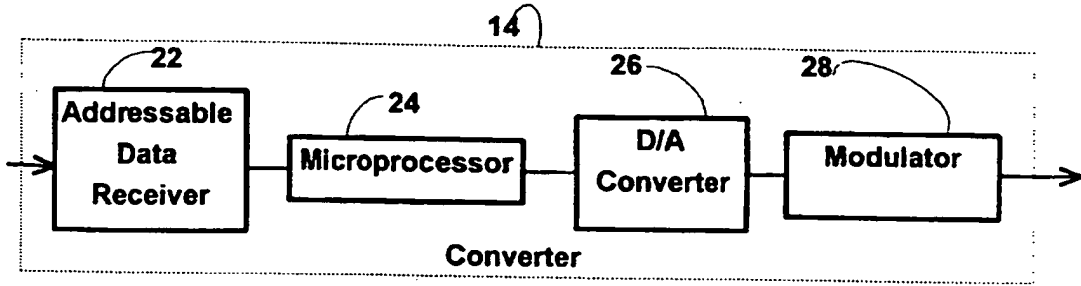 14
22
Addressable
Data
Receiver
24
Microprocessor
26
D/A
Converter
28
Modulator
Converter